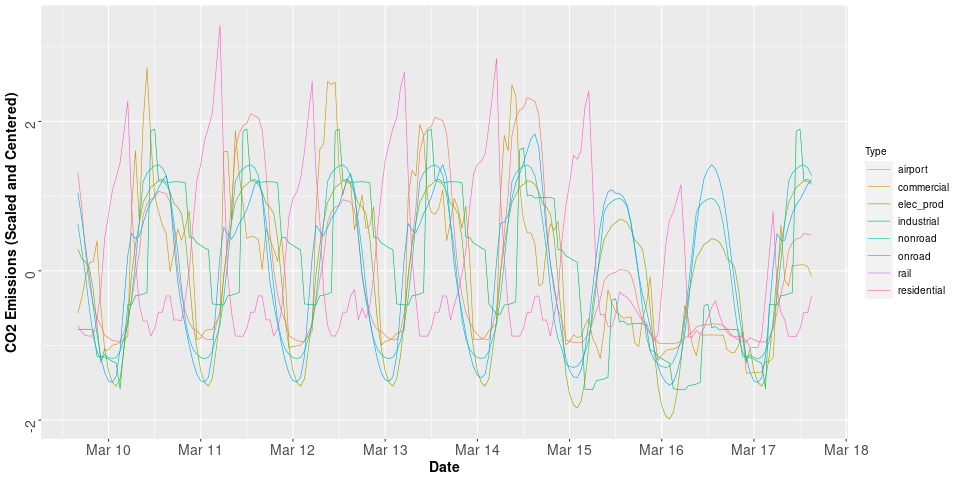 CO2 Emissions (Scaled and Centered)
2
0
-2
Mar 10
Mar 11
Mar 12
Mar 13
Mar 14
Mar 15
Mar 16
Mar 17
Mar 18
Date
Type
airport
commercial
elec_prod
industrial
nonroad
onroad
rail
residential